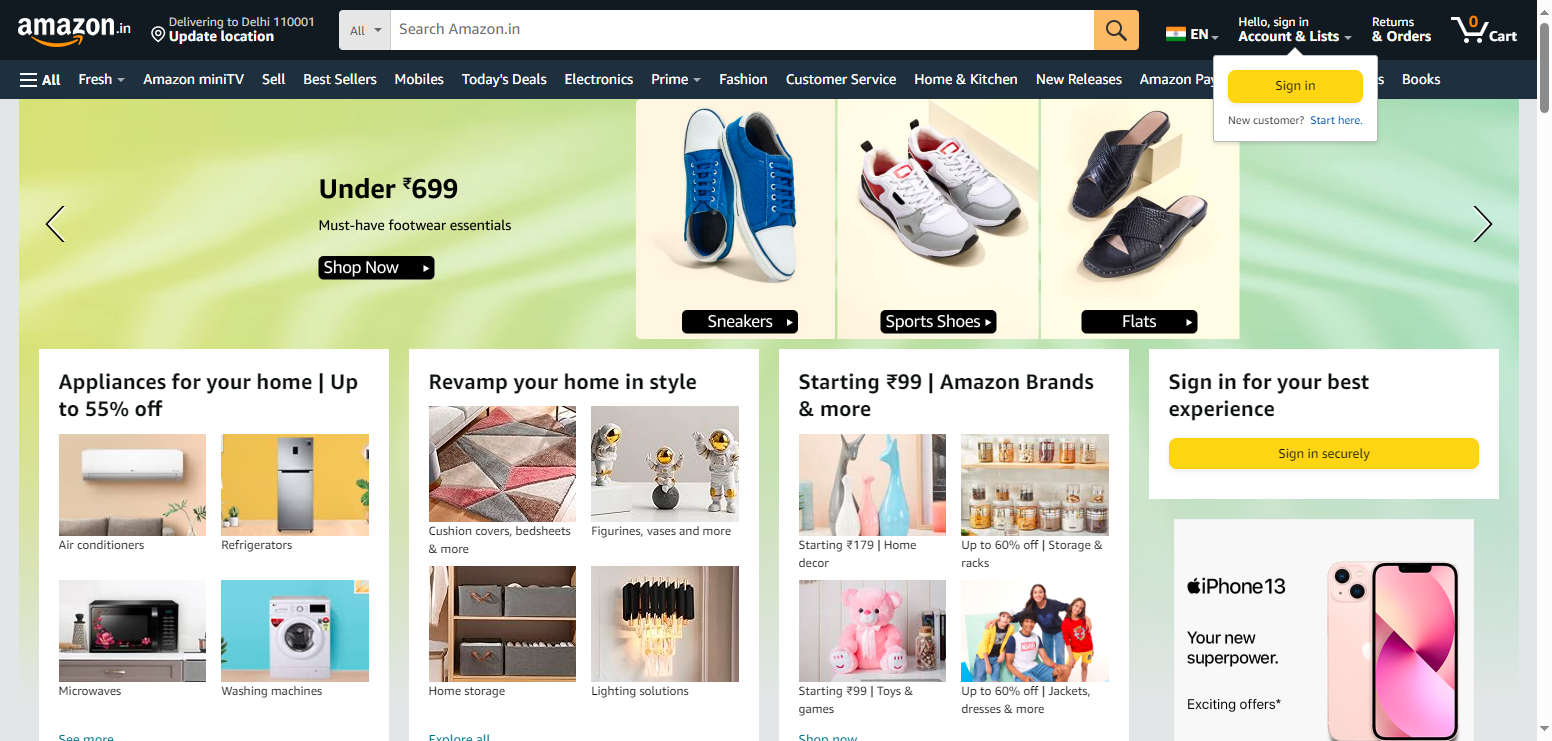 amazon.in
Delivering to Delhi 110001
Update location
All
Search Amazon.in
EN
Hello, sign in
Account & Lists
Returns
& Orders
0
Cart
All
Fresh
Amazon miniTV
Sell
Best Sellers
Mobiles
Today's Deals
Electronics
Prime
Fashion
Customer Service
Home & Kitchen
New Releases
Amazon Pay
Books
Sign in
New customer? Start here.
Under ₹699
Must-have footwear essentials
Shop Now
Sneakers
Sports Shoes
Flats
Appliances for your home | Up
to 55% off
Air conditioners
Refrigerators
Microwaves
Washing machines
See more
Revamp your home in style
Cushion covers, bedsheets
& more
Figurines, vases and more
Home storage
Lighting solutions
Explore all
Starting ₹99 | Amazon Brands
& more
Starting ₹179 | Home
decor
Up to 60% off | Storage &
racks
Starting ₹99 | Toys &
games
Up to 60% off | Jackets,
dresses & more
Shop now
Sign in for your best
experience
Sign in securely
iPhone 13
Your new
superpower.
Exciting offers*